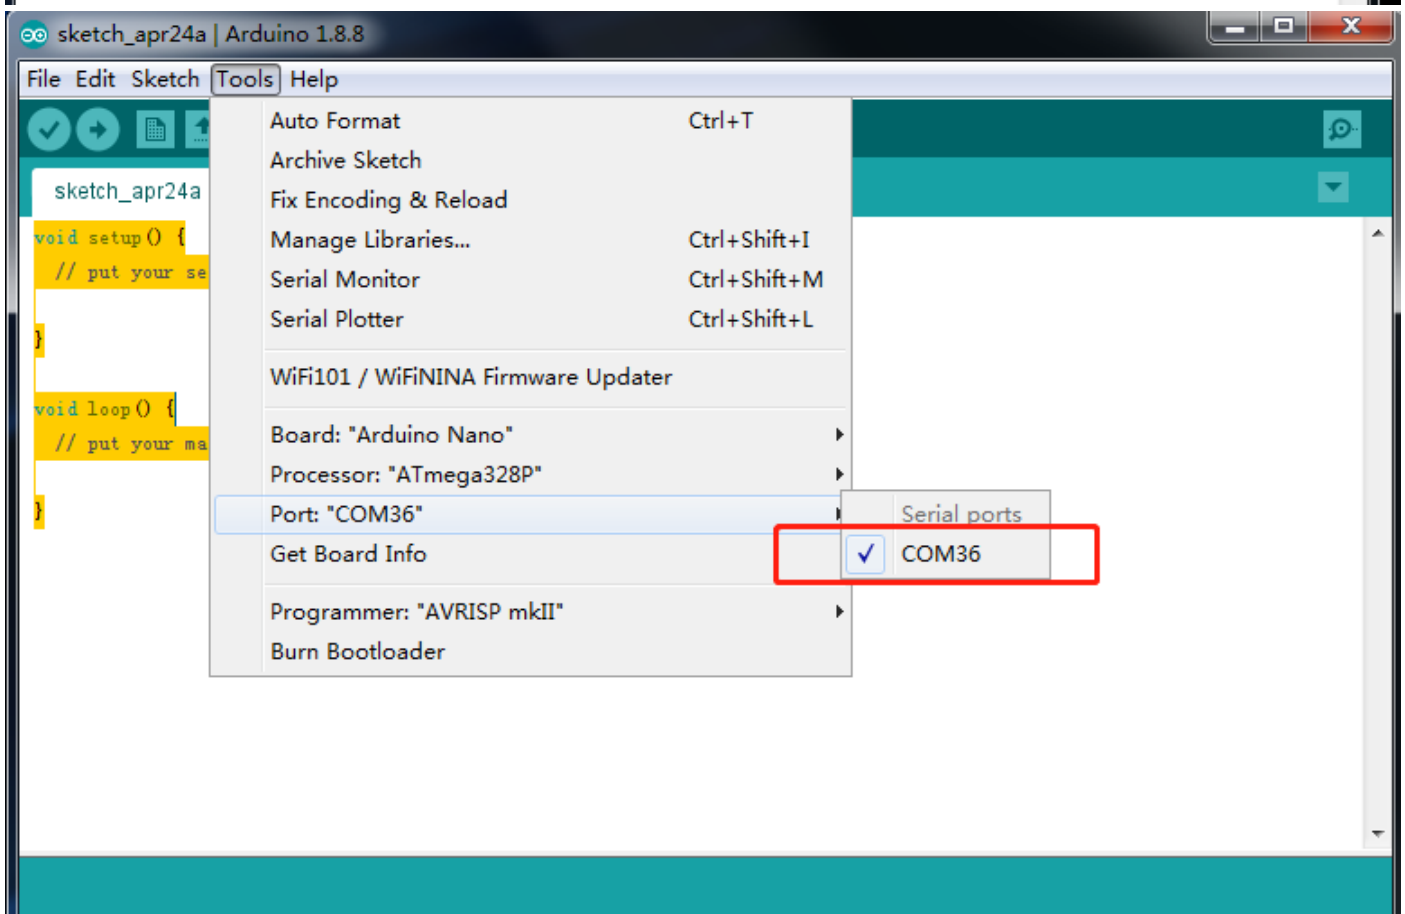 sketch_apr24a | Arduino 1.8.8
File Edit Sketch Tools Help
Auto Format Ctrl+T
Archive Sketch
sketch_apr24a
Fix Encoding & Reload
void setup() {
Manage Libraries... Ctrl+Shift+I
// put your se
Serial Monitor Ctrl+Shift+M
Serial Plotter Ctrl+Shift+L
}
WiFi101 / WiFiNINA Firmware Updater
void loop() {
Board: "Arduino Nano"
// put your ma
Processor: "ATmega328P"
}
Port: "COM36"
Serial ports
Get Board Info
COM36
Programmer: "AVRISP mkII"
Burn Bootloader